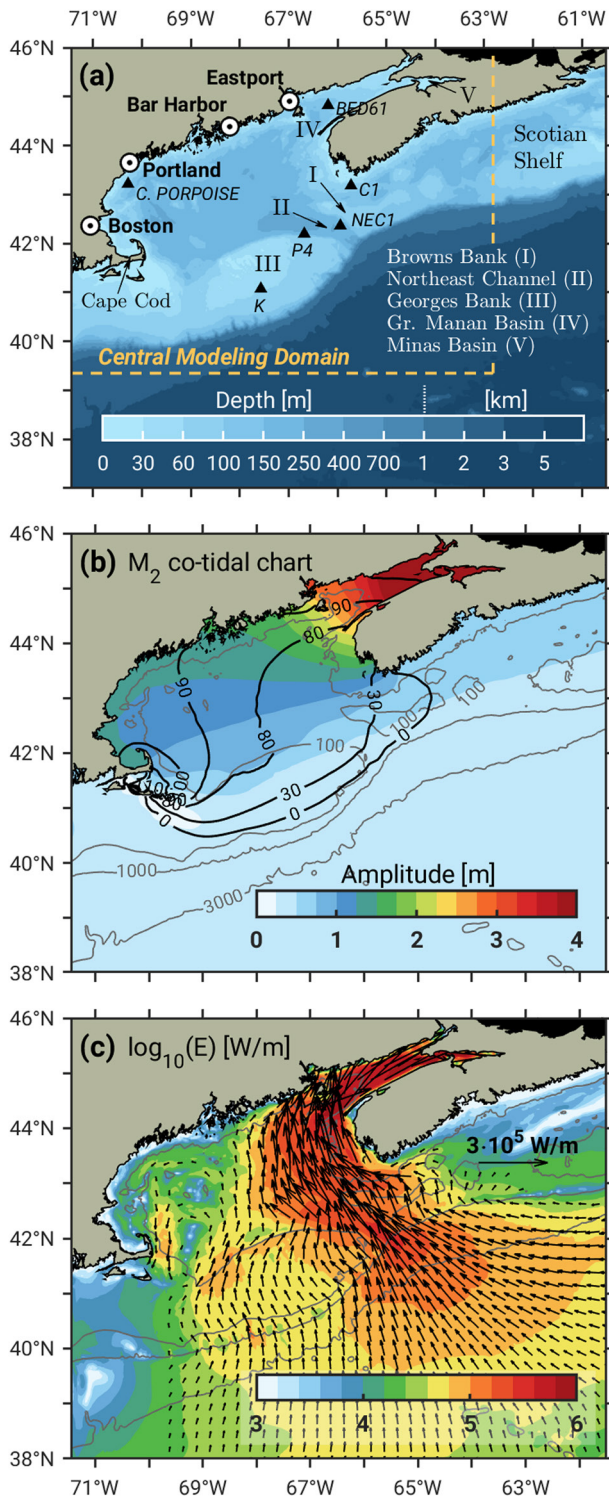 71°W 69°W 67°W 65°W 63°W 61°W
46°N
(a)
Eastport
BED61
V
Bar Harbor
44°N
IV
Scotian
Shelf
Portland
I
C. PORPOISE
C1
II
NEC1
Boston
42°N
P4
Browns Bank (I)
III
Northeast Channel (II)
Cape Cod
K
Georges Bank (III)
Gr. Manan Basin (IV)
40°N
Minas Basin (V)
Central Modeling Domain
Depth [m] [km]
38°N
0 30 60 100 150 250 400 700 1 2 3 5
46°N
(b) M₂ co-tidal chart
90
44°N
80
90
30
100
100
80
0
42°N
100
30
80
0
0
40°N
1000
Amplitude [m]
3000
0 1 2 3 4
38°N
46°N
(c) log₁₀(E) [W/m]
44°N
3·10⁵ W/m
42°N
40°N
3 4 5 6
38°N
71°W 69°W 67°W 65°W 63°W